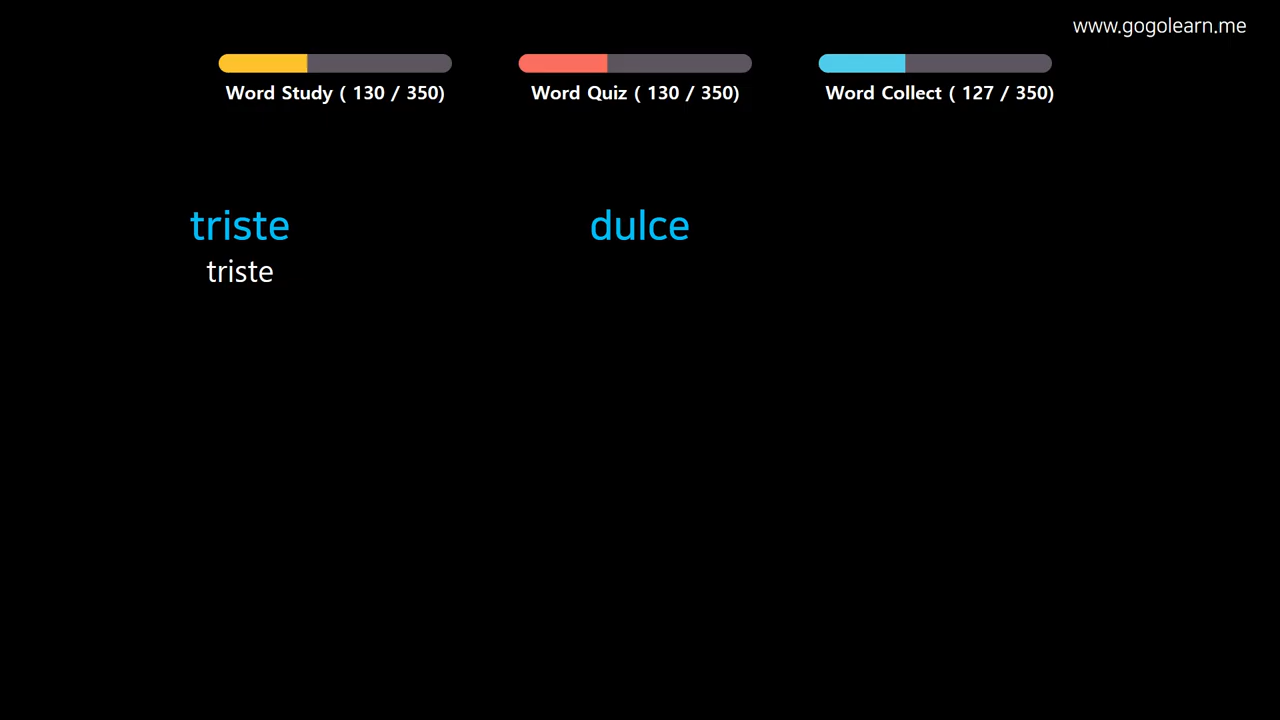 www.gogolearn.me
Word Study ( 130 / 350)
Word Quiz ( 130 / 350)
Word Collect ( 127 / 350)
triste
dulce
triste